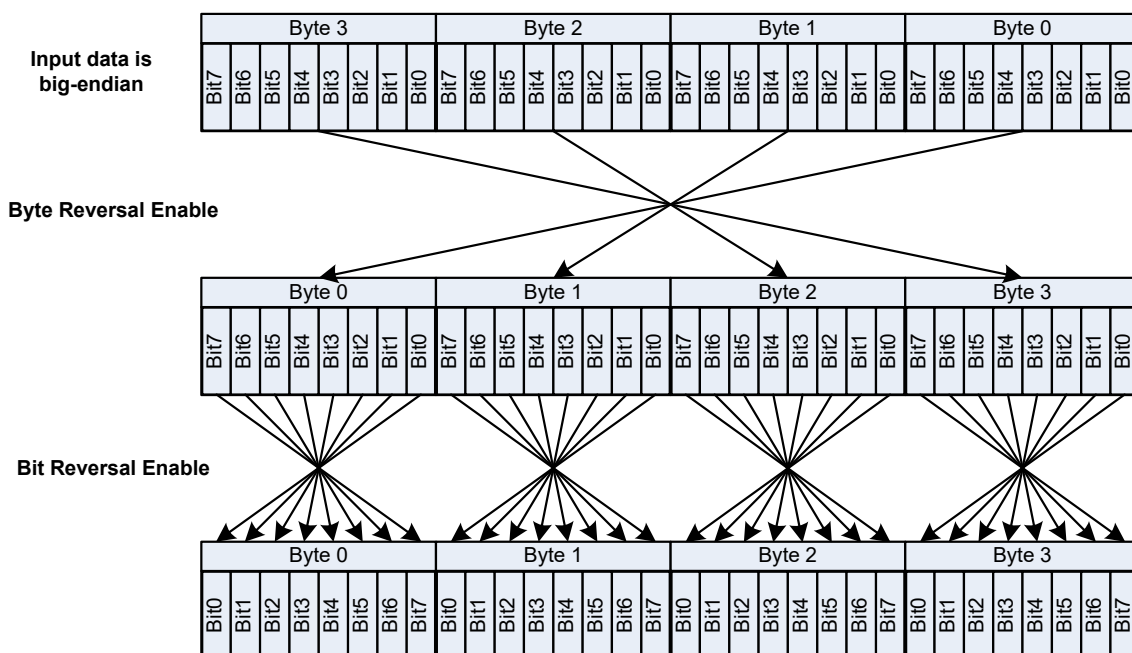 Byte 3 Byte 2 Byte 1 Byte 0
Input data is
big-endian
Bit7 Bit6 Bit5 Bit4 Bit3 Bit2 Bit1 Bit0 Bit7 Bit6 Bit5 Bit4 Bit3 Bit2 Bit1 Bit0 Bit7 Bit6 Bit5 Bit4 Bit3 Bit2 Bit1 Bit0 Bit7 Bit6 Bit5 Bit4 Bit3 Bit2 Bit1 Bit0
Byte Reversal Enable
Byte 0 Byte 1 Byte 2 Byte 3
Bit7 Bit6 Bit5 Bit4 Bit3 Bit2 Bit1 Bit0 Bit7 Bit6 Bit5 Bit4 Bit3 Bit2 Bit1 Bit0 Bit7 Bit6 Bit5 Bit4 Bit3 Bit2 Bit1 Bit0 Bit7 Bit6 Bit5 Bit4 Bit3 Bit2 Bit1 Bit0
Bit Reversal Enable
Byte 0 Byte 1 Byte 2 Byte 3
Bit0 Bit1 Bit2 Bit3 Bit4 Bit5 Bit6 Bit7 Bit0 Bit1 Bit2 Bit3 Bit4 Bit5 Bit6 Bit7 Bit0 Bit1 Bit2 Bit3 Bit4 Bit5 Bit6 Bit7 Bit0 Bit1 Bit2 Bit3 Bit4 Bit5 Bit6 Bit7